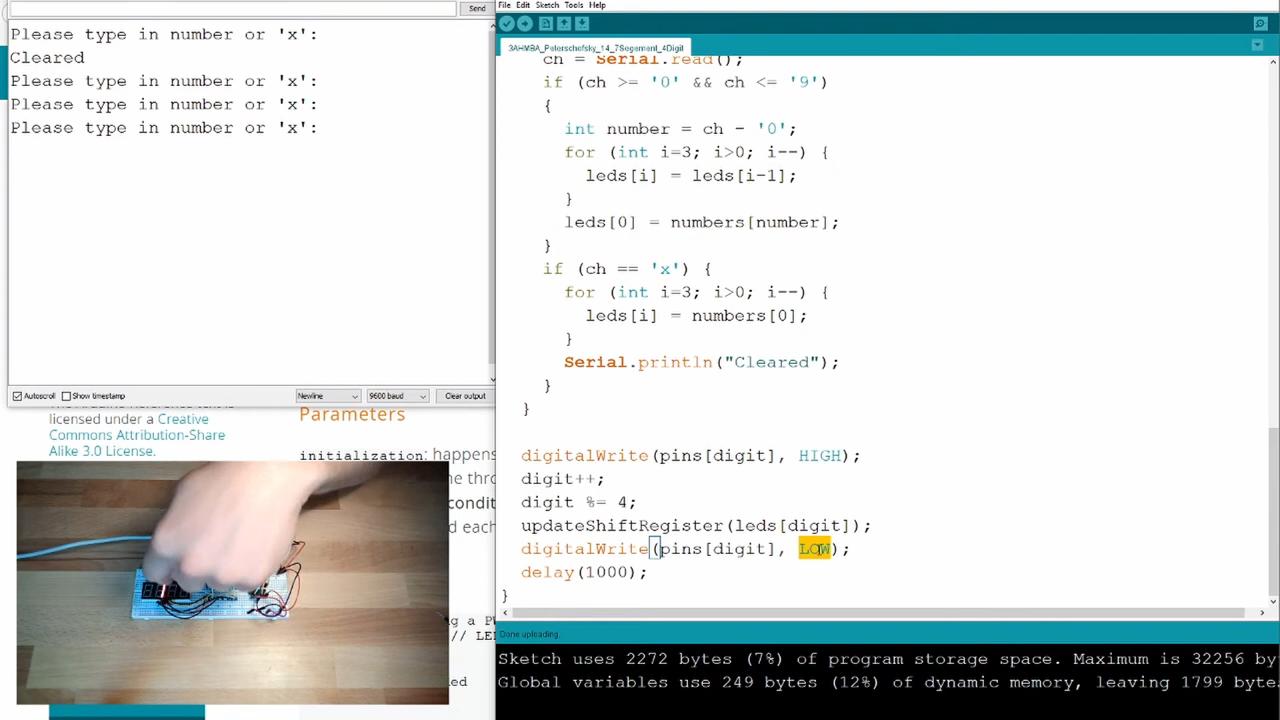 Send
Please type in number or 'x':
Cleared
Please type in number or 'x':
Please type in number or 'x':
Please type in number or 'x':
Autoscroll Show timestamp Newline 9600 baud Clear output
licensed under a Creative
Commons Attribution-Share
Alike 3.0 License.
Parameters
initialization: happens
File Edit Sketch Tools Help
3AHMBA_Peterschofsky_14_7Segement_4Digit
ch = Serial.read();
if (ch >= '0' && ch <= '9')
{
int number = ch - '0';
for (int i=3; i>0; i--) {
leds[i] = leds[i-1];
}
leds[0] = numbers[number];
}
if (ch == 'x') {
for (int i=3; i>0; i--) {
leds[i] = numbers[0];
}
Serial.println("Cleared");
}
}
digitalWrite(pins[digit], HIGH);
digit++;
digit %= 4;
updateShiftRegister(leds[digit]);
digitalWrite(pins[digit], LOW);
delay(1000);
}
Done uploading.
Sketch uses 2272 bytes (7%) of program storage space. Maximum is 32256 by
Global variables use 249 bytes (12%) of dynamic memory, leaving 1799 byte